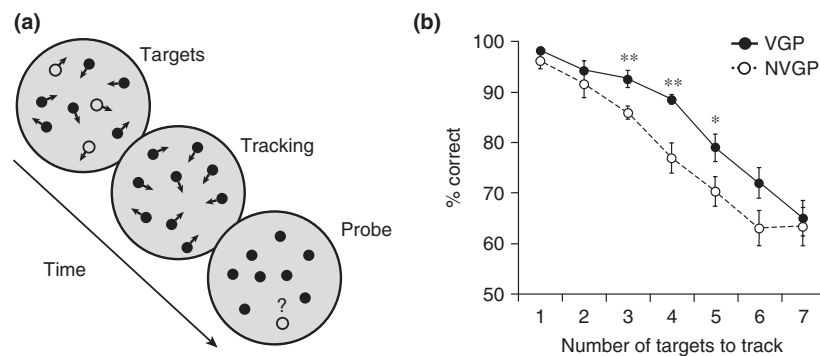 (a)
Targets
Tracking
Probe
?
Time
(b)
100
90
80
70
60
50
% correct
VGP
NVGP
**
**
*
1 2 3 4 5 6 7
Number of targets to track